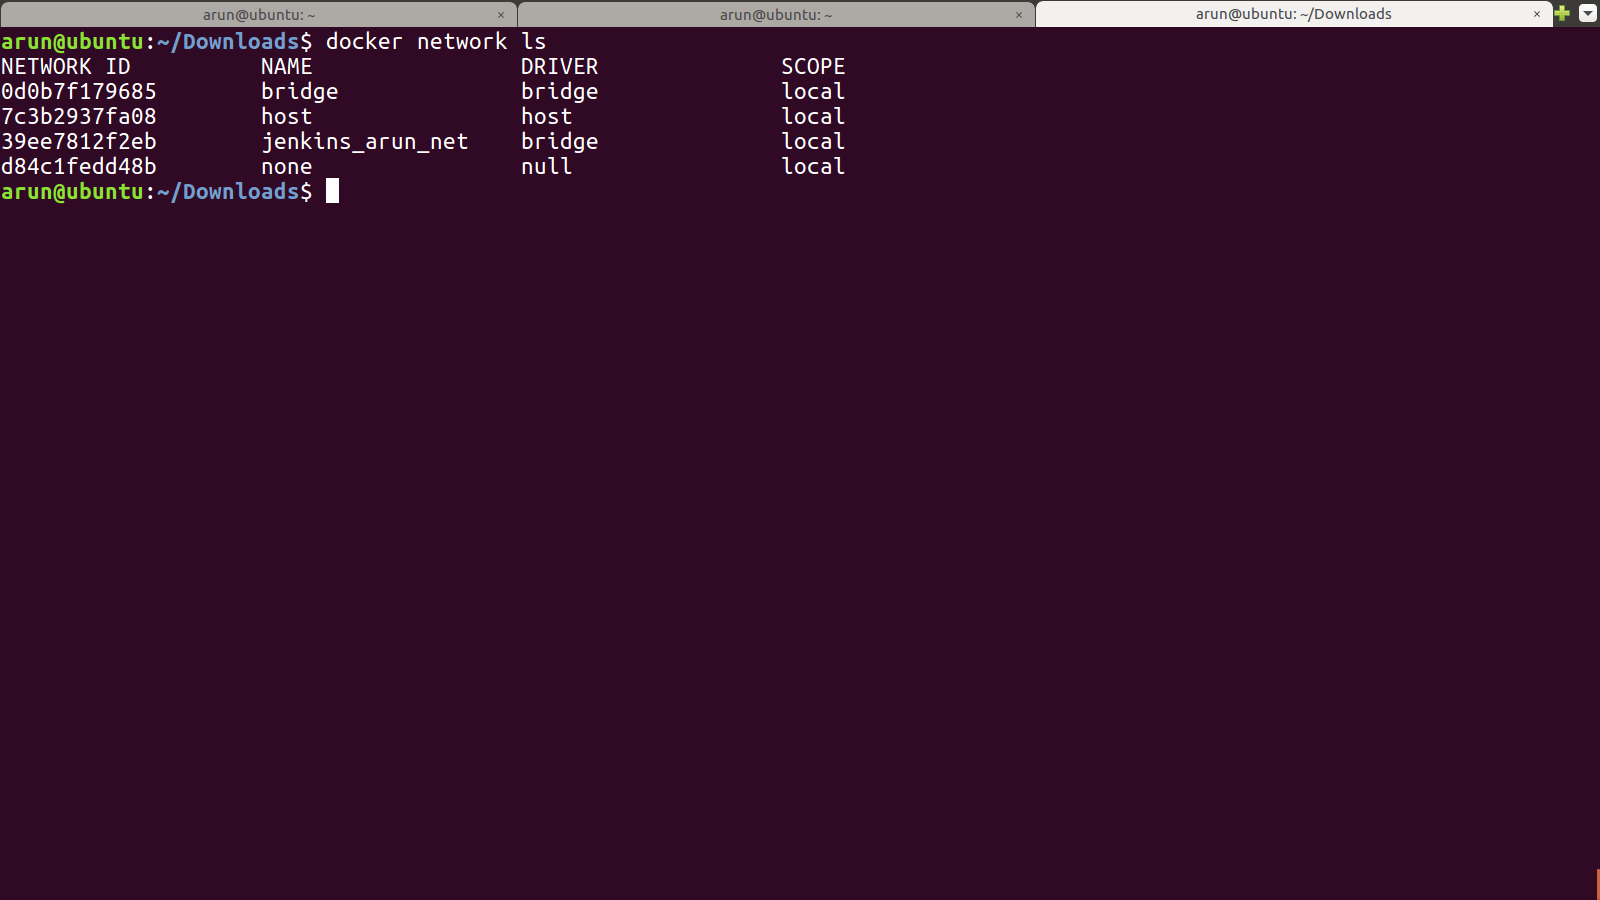 arun@ubuntu: ~ × arun@ubuntu: ~ × arun@ubuntu: ~/Downloads ×
arun@ubuntu:~/Downloads$ docker network ls
NETWORK ID NAME DRIVER SCOPE
0d0b7f179685 bridge bridge local
7c3b2937fa08 host host local
39ee7812f2eb jenkins_arun_net bridge local
d84c1fedd48b none null local
arun@ubuntu:~/Downloads$